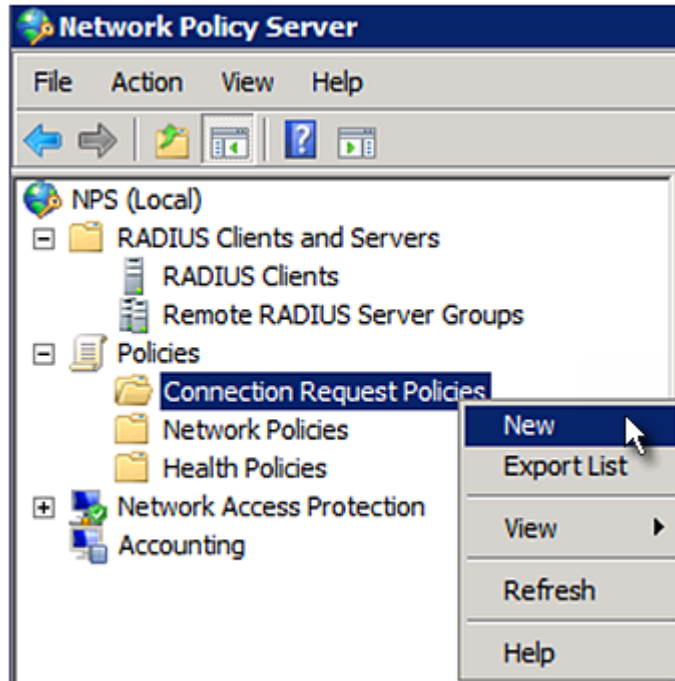 Network Policy Server
File Action View Help
NPS (Local)
RADIUS Clients and Servers
RADIUS Clients
Remote RADIUS Server Groups
Policies
Connection Request Policies
Network Policies
Health Policies
Network Access Protection
Accounting
New
Export List
View
Refresh
Help